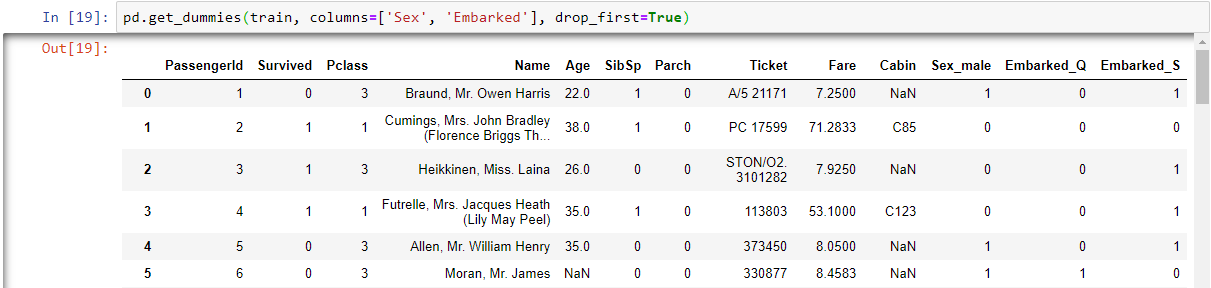 In [19]: pd.get_dummies(train, columns=['Sex', 'Embarked'], drop_first=True)
Out[19]:
PassengerId Survived Pclass Name Age SibSp Parch Ticket Fare Cabin Sex_male Embarked_Q Embarked_S
0 1 0 3 Braund, Mr. Owen Harris 22.0 1 0 A/5 21171 7.2500 NaN 1 0 1
1 2 1 1 Cumings, Mrs. John Bradley (Florence Briggs Th... 38.0 1 0 PC 17599 71.2833 C85 0 0 0
2 3 1 3 Heikkinen, Miss. Laina 26.0 0 0 STON/O2. 3101282 7.9250 NaN 0 0 1
3 4 1 1 Futrelle, Mrs. Jacques Heath (Lily May Peel) 35.0 1 0 113803 53.1000 C123 0 0 1
4 5 0 3 Allen, Mr. William Henry 35.0 0 0 373450 8.0500 NaN 1 0 1
5 6 0 3 Moran, Mr. James NaN 0 0 330877 8.4583 NaN 1 1 0